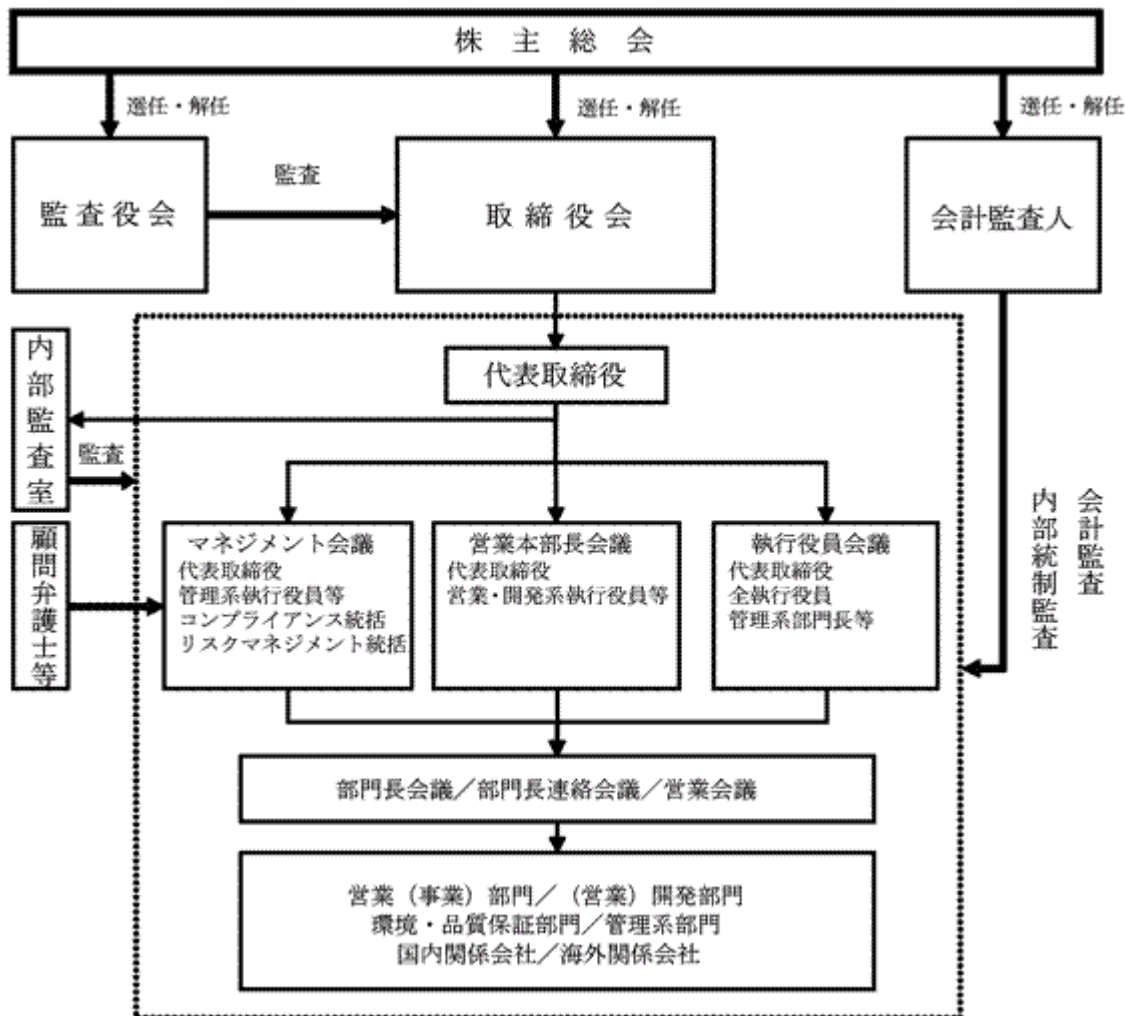 株主総会
選任・解任
選任・解任
選任・解任
監査役会
監査
取締役会
会計監査人
代表取締役
内部監査室
監査
顧問弁護士等
マネジメント会議
代表取締役
管理系執行役員等
コンプライアンス統括
リスクマネジメント統括
営業本部長会議
代表取締役
営業・開発系執行役員等
執行役員会議
代表取締役
全執行役員
管理系部門長等
会計監査
内部統制監査
部門長会議／部門長連絡会議／営業会議
営業（事業）部門／（営業）開発部門
環境・品質保証部門／管理系部門
国内関係会社／海外関係会社